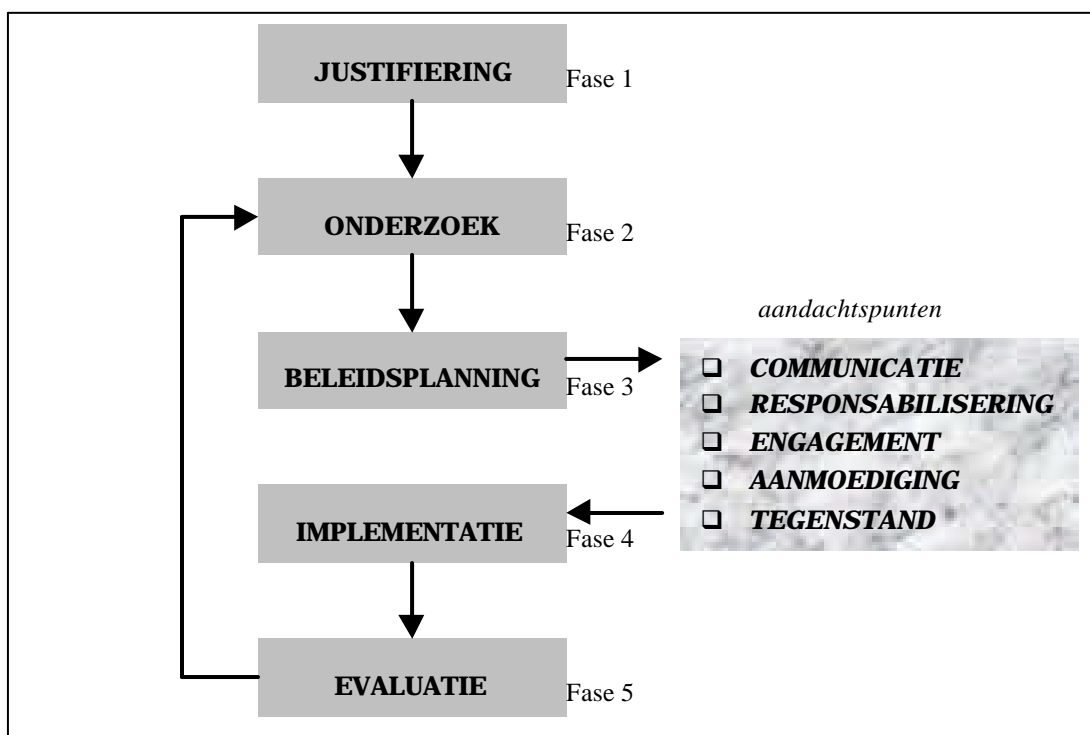 JUSTIFIERING Fase 1
ONDERZOEK Fase 2
BELEIDSPLANNING Fase 3
aandachtspunten
❑ COMMUNICATIE
❑ RESPONSABILISERING
❑ ENGAGEMENT
❑ AANMOEDIGING
❑ TEGENSTAND
IMPLEMENTATIE Fase 4
EVALUATIE Fase 5